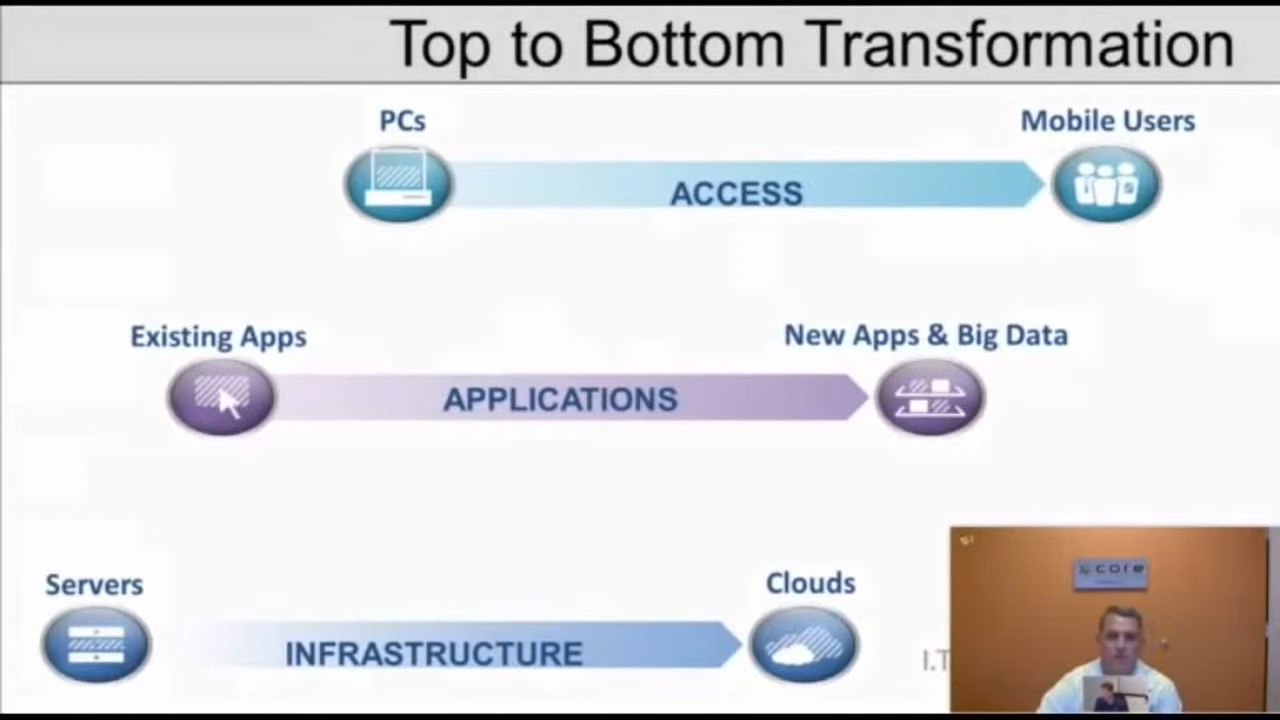 Top to Bottom Transformation
PCs
Mobile Users
ACCESS
Existing Apps
New Apps & Big Data
APPLICATIONS
Servers
Clouds
INFRASTRUCTURE
I.T
core